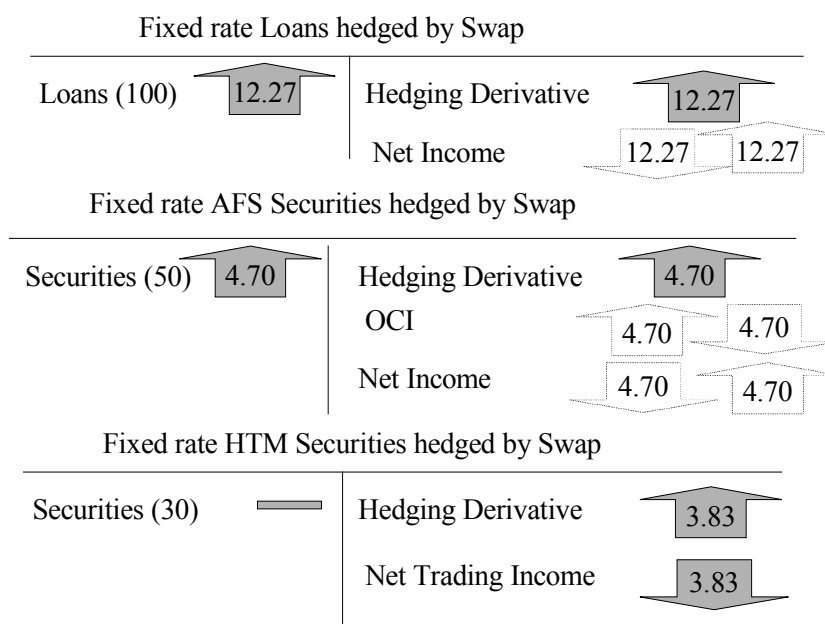 Fixed rate Loans hedged by Swap
Loans (100) 12.27 Hedging Derivative 12.27
Net Income 12.27 12.27
Fixed rate AFS Securities hedged by Swap
Securities (50) 4.70 Hedging Derivative 4.70
OCI 4.70 4.70
Net Income 4.70 4.70
Fixed rate HTM Securities hedged by Swap
Securities (30) Hedging Derivative 3.83
Net Trading Income 3.83